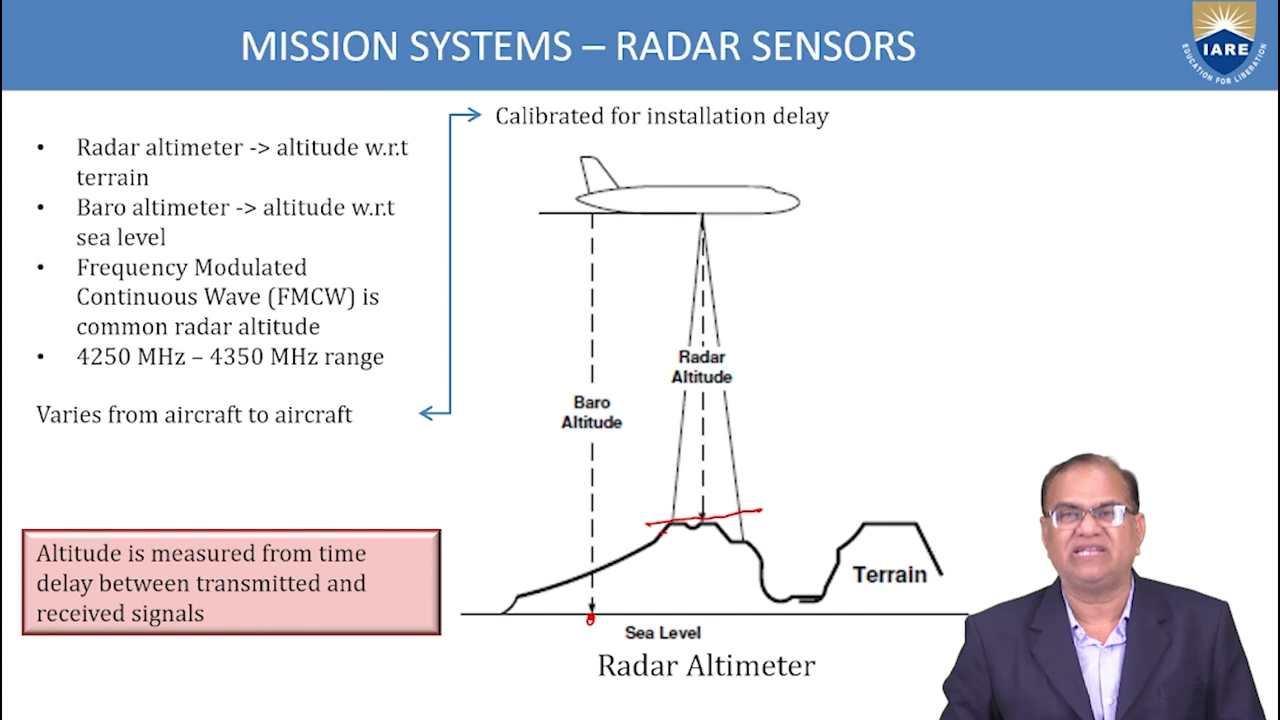 MISSION SYSTEMS – RADAR SENSORS
IARE
EDUCATION FOR LIBERATION
Calibrated for installation delay
• Radar altimeter -> altitude w.r.t
terrain
• Baro altimeter -> altitude w.r.t
sea level
• Frequency Modulated
Continuous Wave (FMCW) is
common radar altitude
• 4250 MHz – 4350 MHz range
Varies from aircraft to aircraft
Altitude is measured from time
delay between transmitted and
received signals
Radar
Altitude
Baro
Altitude
Terrain
Sea Level
Radar Altimeter